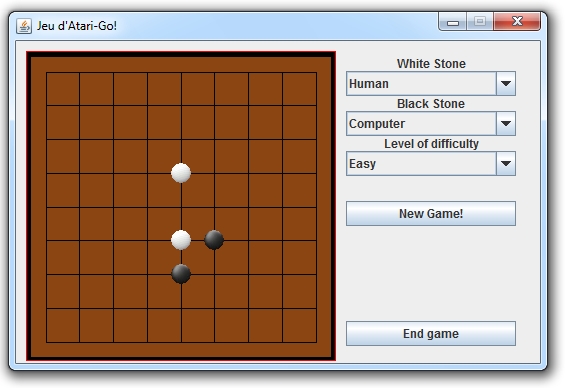 Jeu d'Atari-Go!
White Stone
Human
Black Stone
Computer
Level of difficulty
Easy
New Game!
End game